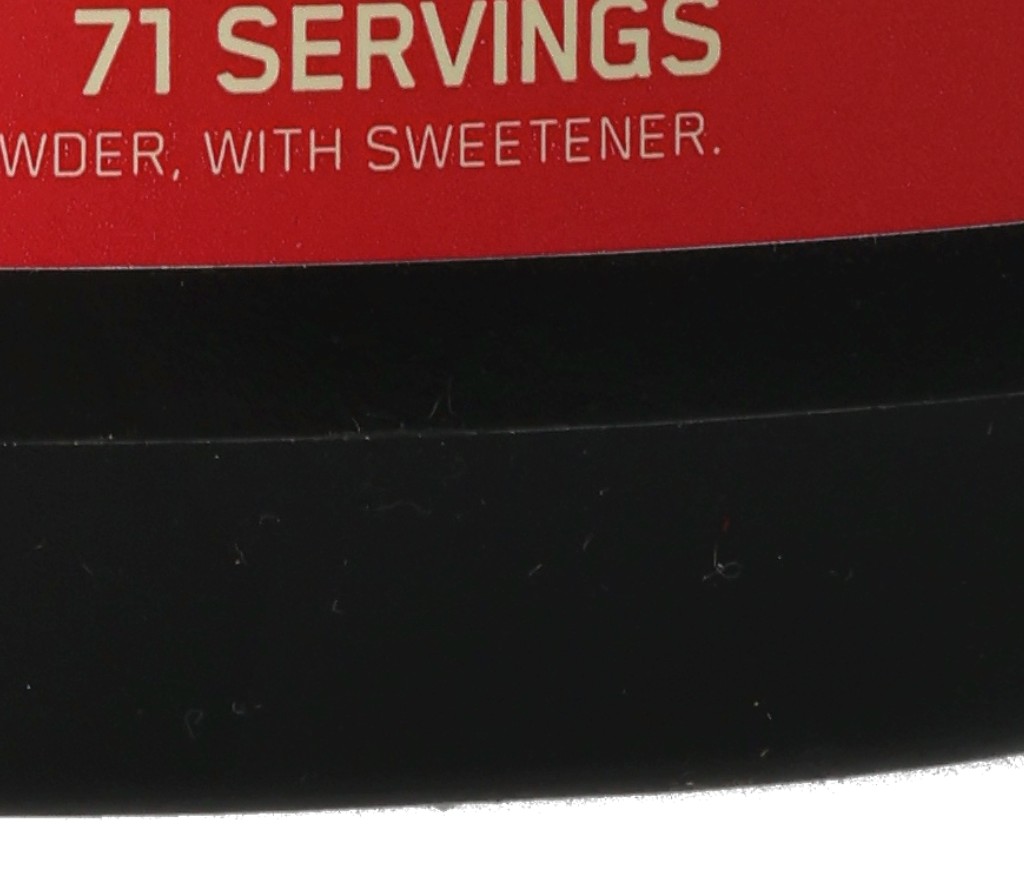 71 SERVINGS
WDER, WITH SWEETENER.